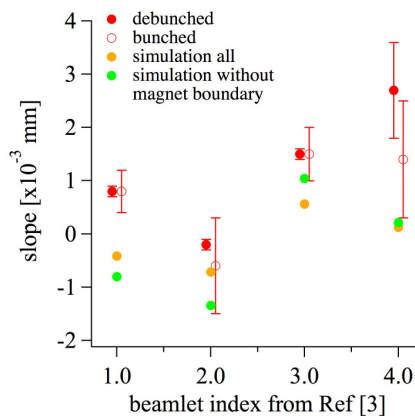 debunched
bunched
simulation all
simulation without
magnet boundary
slope [x10⁻³ mm]
4
3
2
1
0
-1
-2
1.0 2.0 3.0 4.0
beamlet index from Ref [3]